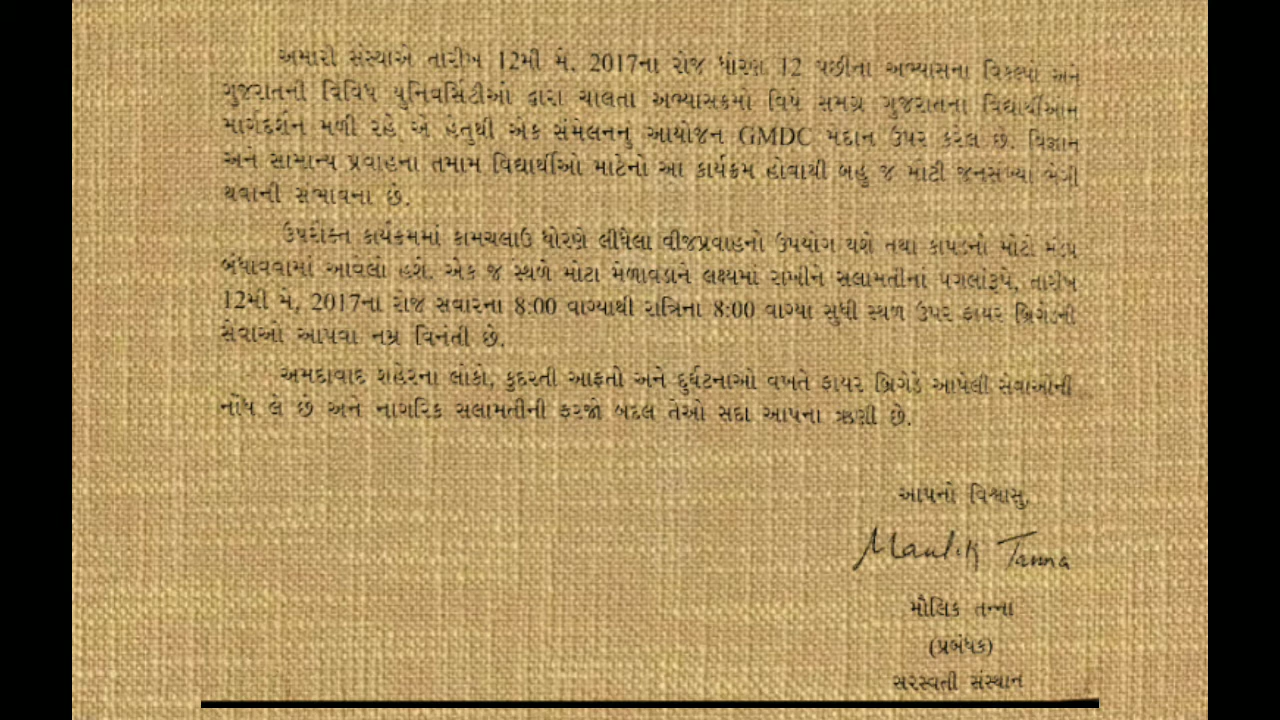 અમારી સંસ્થાએ તારીખ 12મી મે, 2017ના રોજ ધોરણ 12 પછીના અભ્યાસના વિકલ્પો અને
ગુજરાતની વિવિધ યુનિવર્સિટીઓ દ્વારા ચાલતા અભ્યાસક્રમો વિષે સમગ્ર ગુજરાતના વિદ્યાર્થીઓને
માર્ગદર્શન મળી રહે એ હેતુથી એક સંમેલનનુ આયોજન GMDC મેદાન ઉપર કરેલ છે. વિજ્ઞાન
અને સામાન્ય પ્રવાહના તમામ વિદ્યાર્થીઓ માટેનો આ કાર્યક્રમ હોવાથી બહુ જ મોટી જનસંખ્યા ભેગી
થવાની સંભાવના છે.
ઉપરોક્ત કાર્યક્રમમાં કામચલાઉ ધોરણે લીધેલા વીજપ્રવાહનો ઉપયોગ થશે તથા કાપડનો મોટો મંડપ
બંધાવવામાં આવેલો હશે. એક જ સ્થળે મોટા મેળાવડાને લક્ષ્યમાં રાખીને સલામતીનાં પગલાંરૂપે, તારીખ
12મી મે, 2017ના રોજ સવારના 8:00 વાગ્યાથી રાત્રિના 8:00 વાગ્યા સુધી સ્થળ ઉપર ફાયર બ્રિગેડની
સેવાઓ આપવા નમ્ર વિનંતી છે.
અમદાવાદ શહેરના લોકો, કુદરતી આફતો અને દુર્ઘટનાઓ વખતે ફાયર બ્રિગેડે આપેલી સેવાઓની
નોંધ લે છે અને નાગરિક સલામતીની ફરજો બદલ તેઓ સદા આપના ઋણી છે.
આપનો વિશ્વાસુ,
Maulik Tanna
મૌલિક તન્ના
(પ્રબંધક)
સરસ્વતી સંસ્થાન